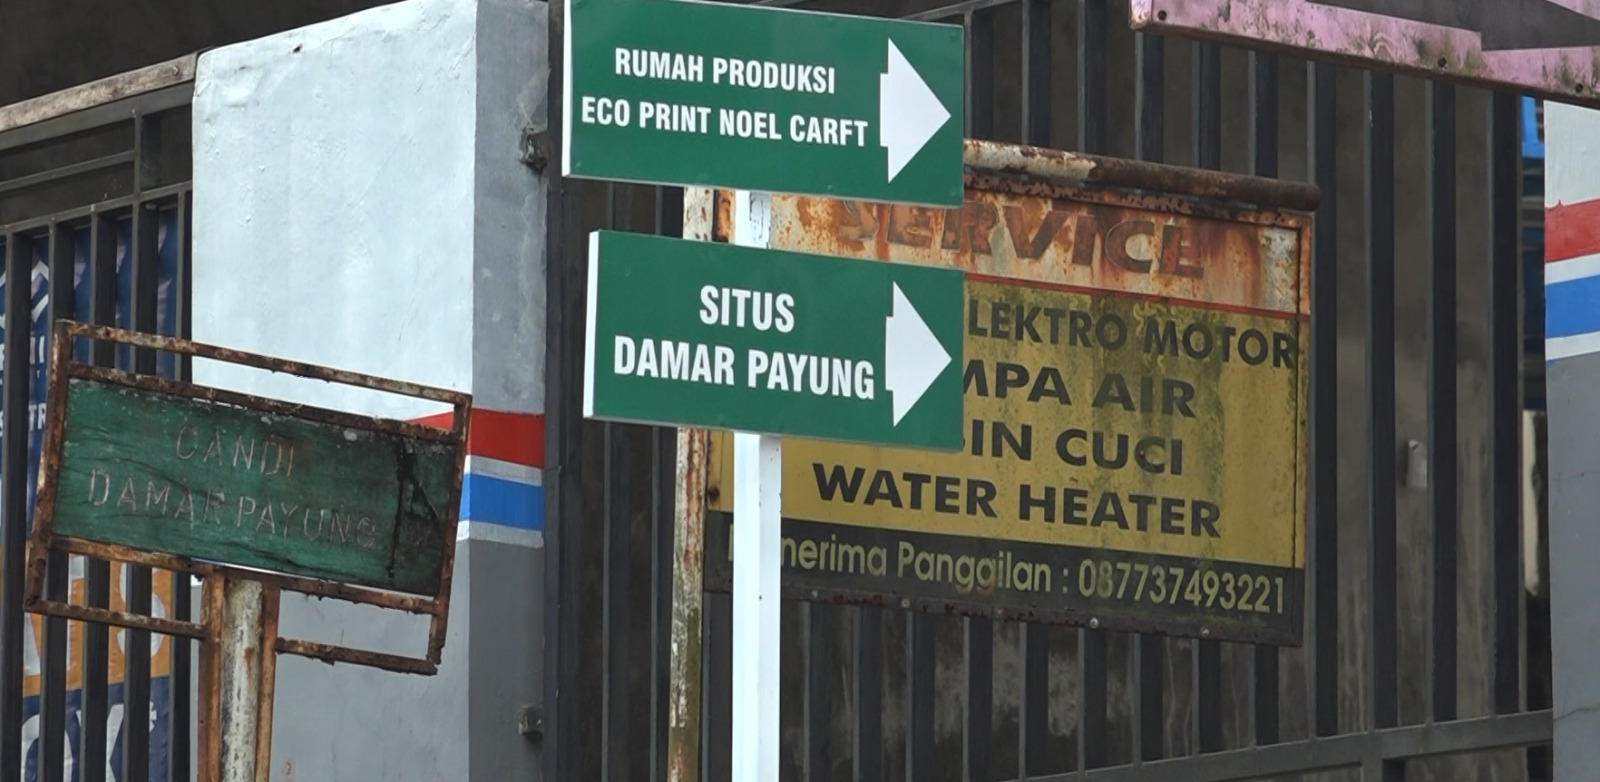 RUMAH PRODUKSI
ECO PRINT NOEL CARFT
SITUS
DAMAR PAYUNG
CANDI
DAMAR PAYUNG
SERVICE
LEKTRO MOTOR
MPA AIR
IN CUCI
WATER HEATER
nerima Panggilan : 087737493221